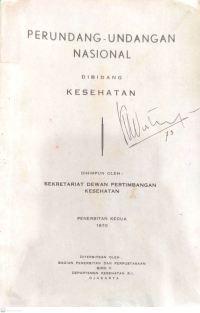 PERUNDANG-UNDANGAN
NASIONAL
DIBIDANG
KESEHATAN
DIHIMPUN OLEH :
SEKRETARIAT DEWAN PERTIMBANGAN
KESEHATAN
PENERBITAN KEDUA
1970
DITERBITKAN OLEH :
BAGIAN PENERBITAN DAN PERPUSTAKAAN
BIRO V
DEPARTEMEN KESEHATAN R.I.
DJAKARTA